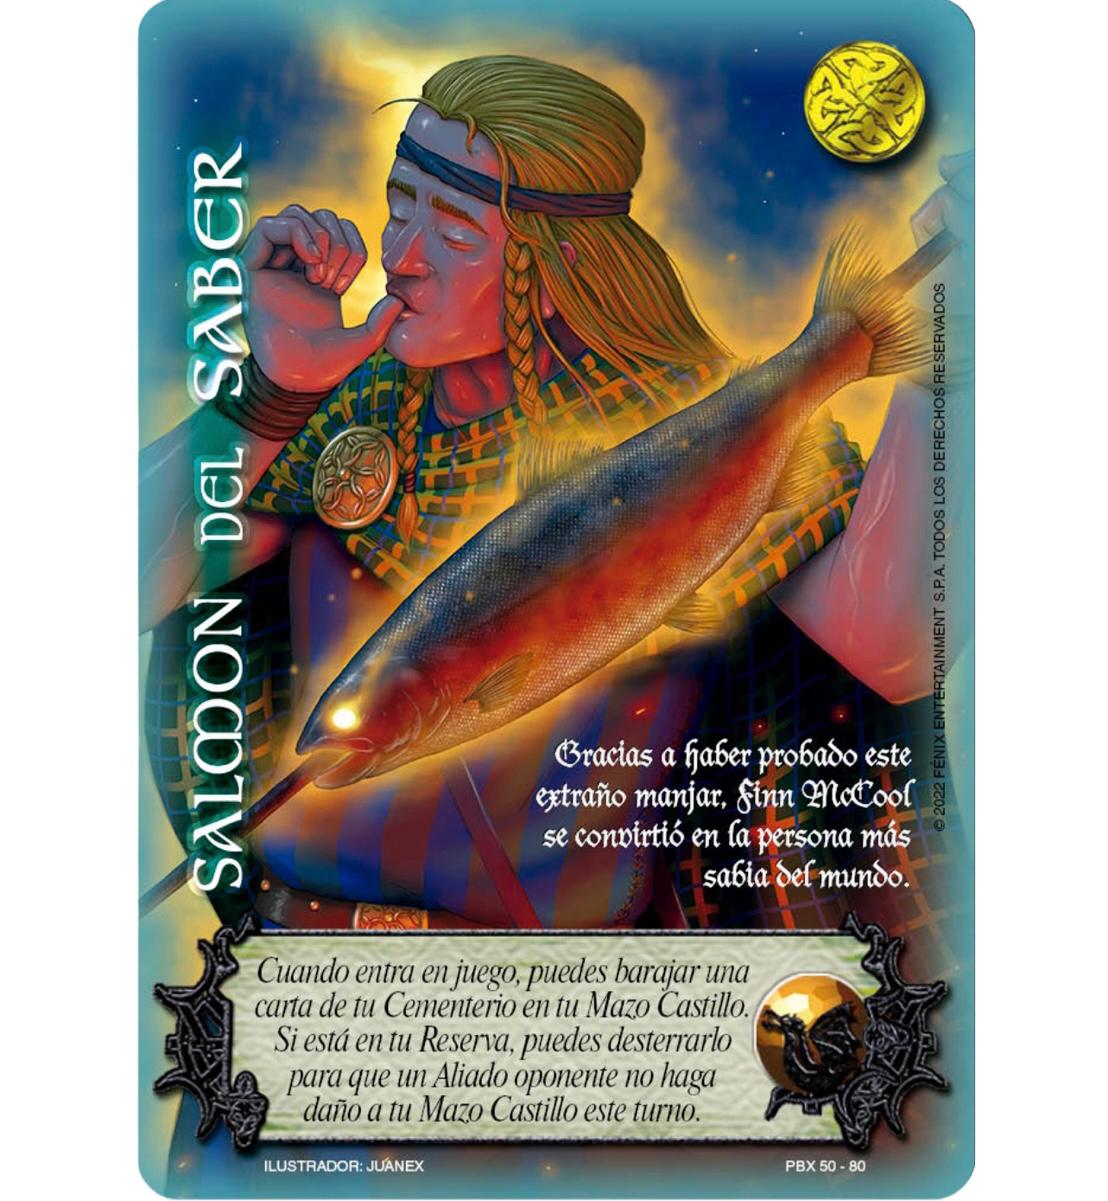 SALMON DEL SABER
Gracias a haber probado este
extraño manjar, Finn McCool
se convirtió en la persona más
sabia del mundo.
© 2022 FÉNIX ENTERTAINMENT S.P.A. TODOS LOS DERECHOS RESERVADOS
Cuando entra en juego, puedes barajar una
carta de tu Cementerio en tu Mazo Castillo.
Si está en tu Reserva, puedes desterrarlo
para que un Aliado oponente no haga
daño a tu Mazo Castillo este turno.
ILUSTRADOR: JUANEX
PBX 50 - 80